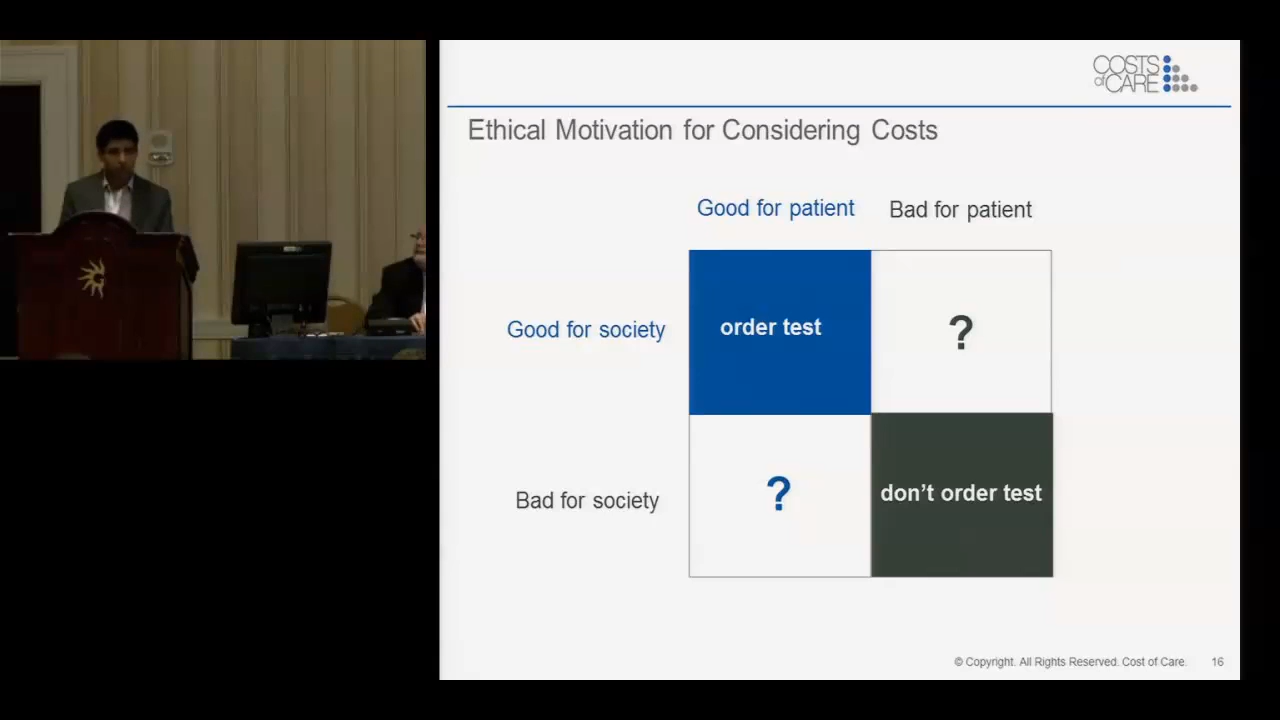 COSTS
of CARE
Ethical Motivation for Considering Costs
Good for patient
Bad for patient
Good for society
order test
?
Bad for society
?
don’t order test
© Copyright. All Rights Reserved. Cost of Care.
16